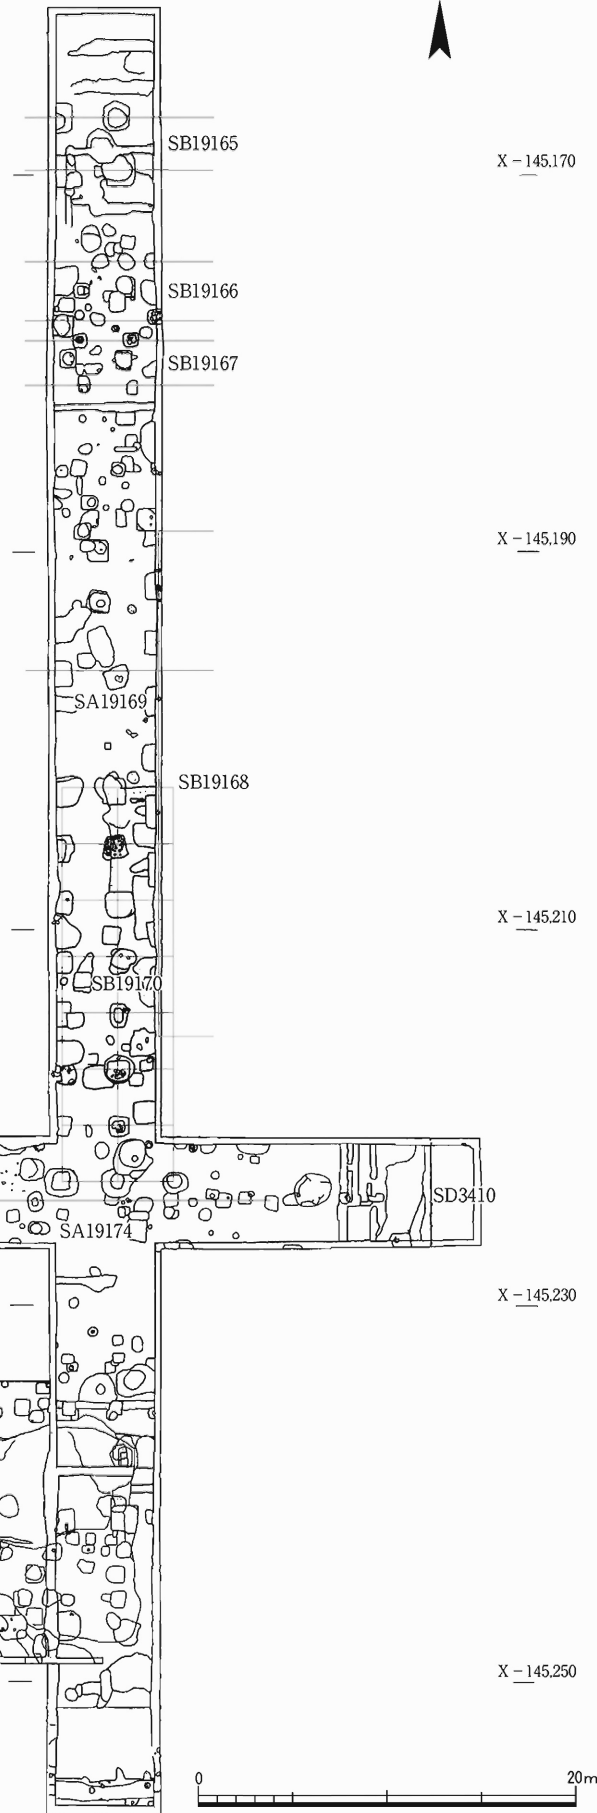 SB19165
X －145,170
SB19166
SB19167
X －145,190
SA19169
SB19168
X －145,210
SB19170
SD3410
SA19174
X －145,230
X －145,250
0 20m